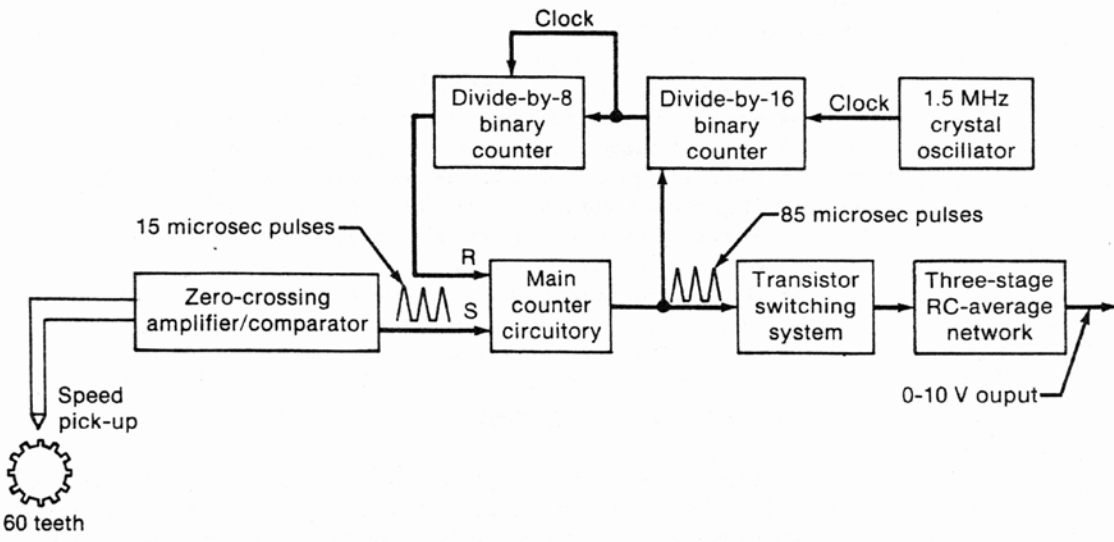 Clock
Divide-by-8
binary
counter
Divide-by-16
binary
counter
Clock
1.5 MHz
crystal
oscillator
15 microsec pulses
85 microsec pulses
R
S
Zero-crossing
amplifier/comparator
Main
counter
circuitory
Transistor
switching
system
Three-stage
RC-average
network
Speed
pick-up
0-10 V ouput
60 teeth